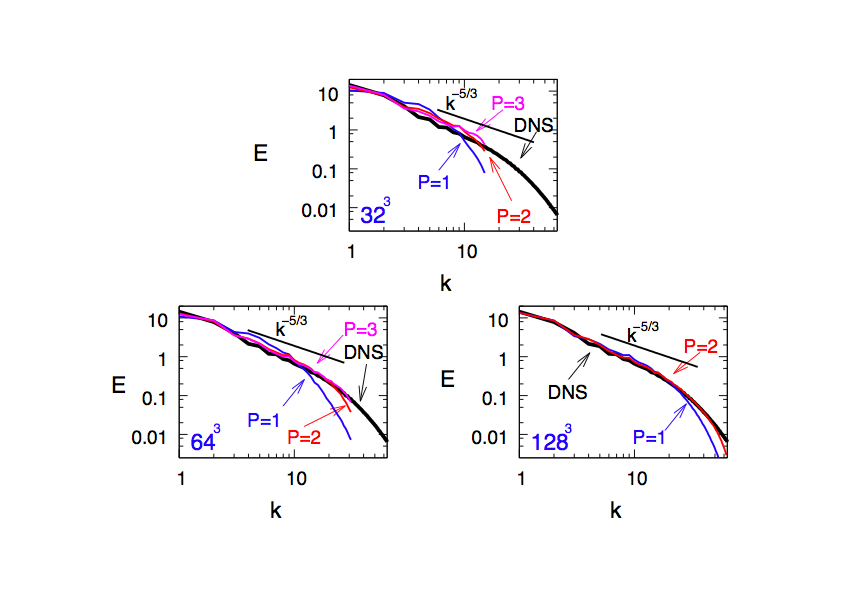 10
1
0.1
0.01
E
k^-5/3
P=3
DNS
P=1
P=2
32^3
1
10
k
10
1
0.1
0.01
E
k^-5/3
P=3
DNS
P=1
P=2
64^3
1
10
k
10
1
0.1
0.01
E
k^-5/3
P=2
DNS
P=1
128^3
1
10
k